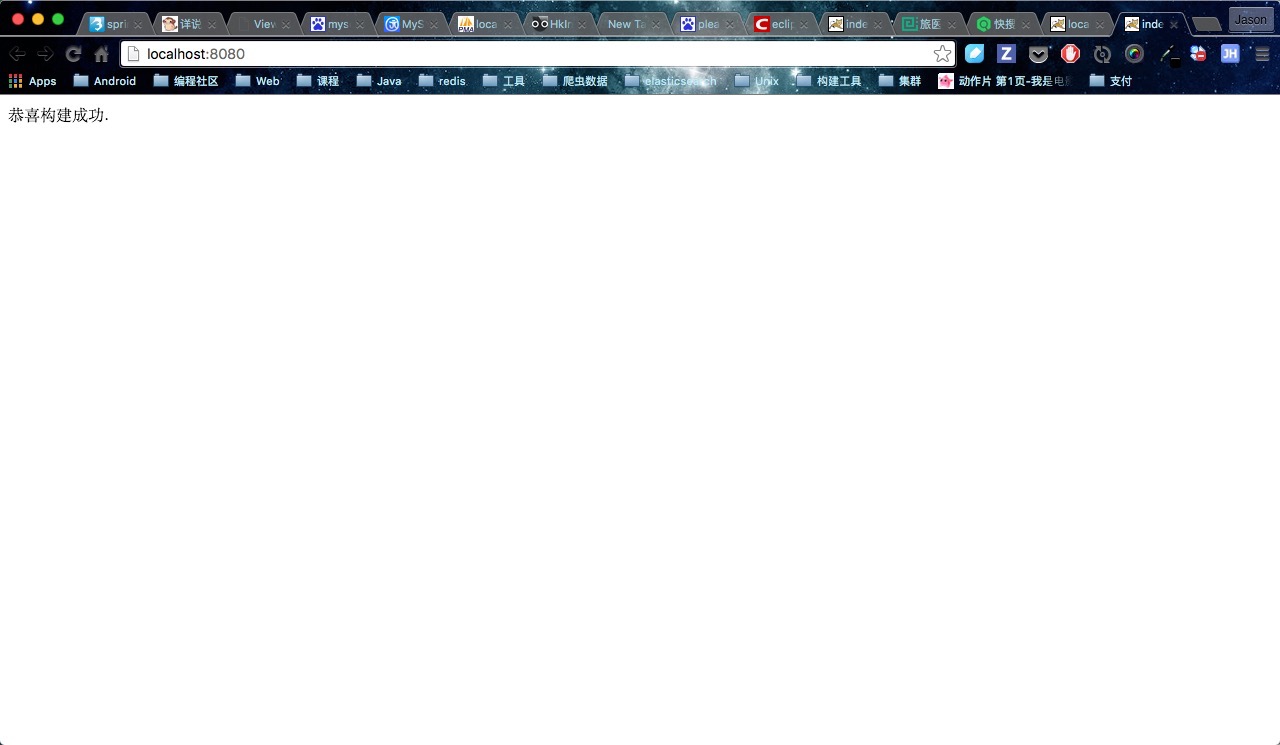 spri 详说 View mys MyS loca HkIr New Ta plea eclip inde 旅医 快搜 loca inde Jason
localhost:8080
Apps Android 编程社区 Web 课程 Java redis 工具 爬虫数据 elasticsearch Unix 构建工具 集群 动作片 第1页-我是电影 支付
恭喜构建成功.